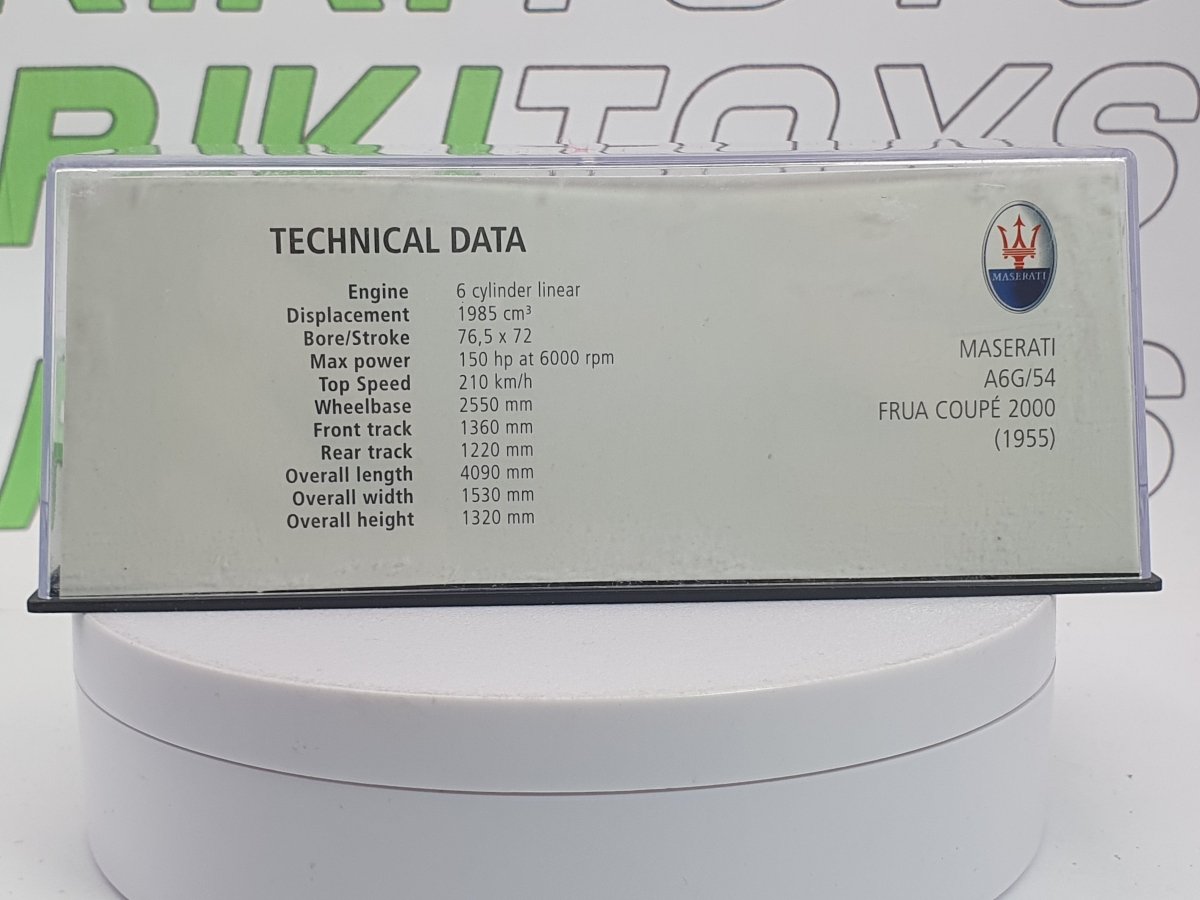 RIKITOYS
TECHNICAL DATA
Engine 6 cylinder linear
Displacement 1985 cm³
Bore/Stroke 76,5 x 72
Max power 150 hp at 6000 rpm
Top Speed 210 km/h
Wheelbase 2550 mm
Front track 1360 mm
Rear track 1220 mm
Overall length 4090 mm
Overall width 1530 mm
Overall height 1320 mm
MASERATI
MASERATI
A6G/54
FRUA COUPÉ 2000
(1955)